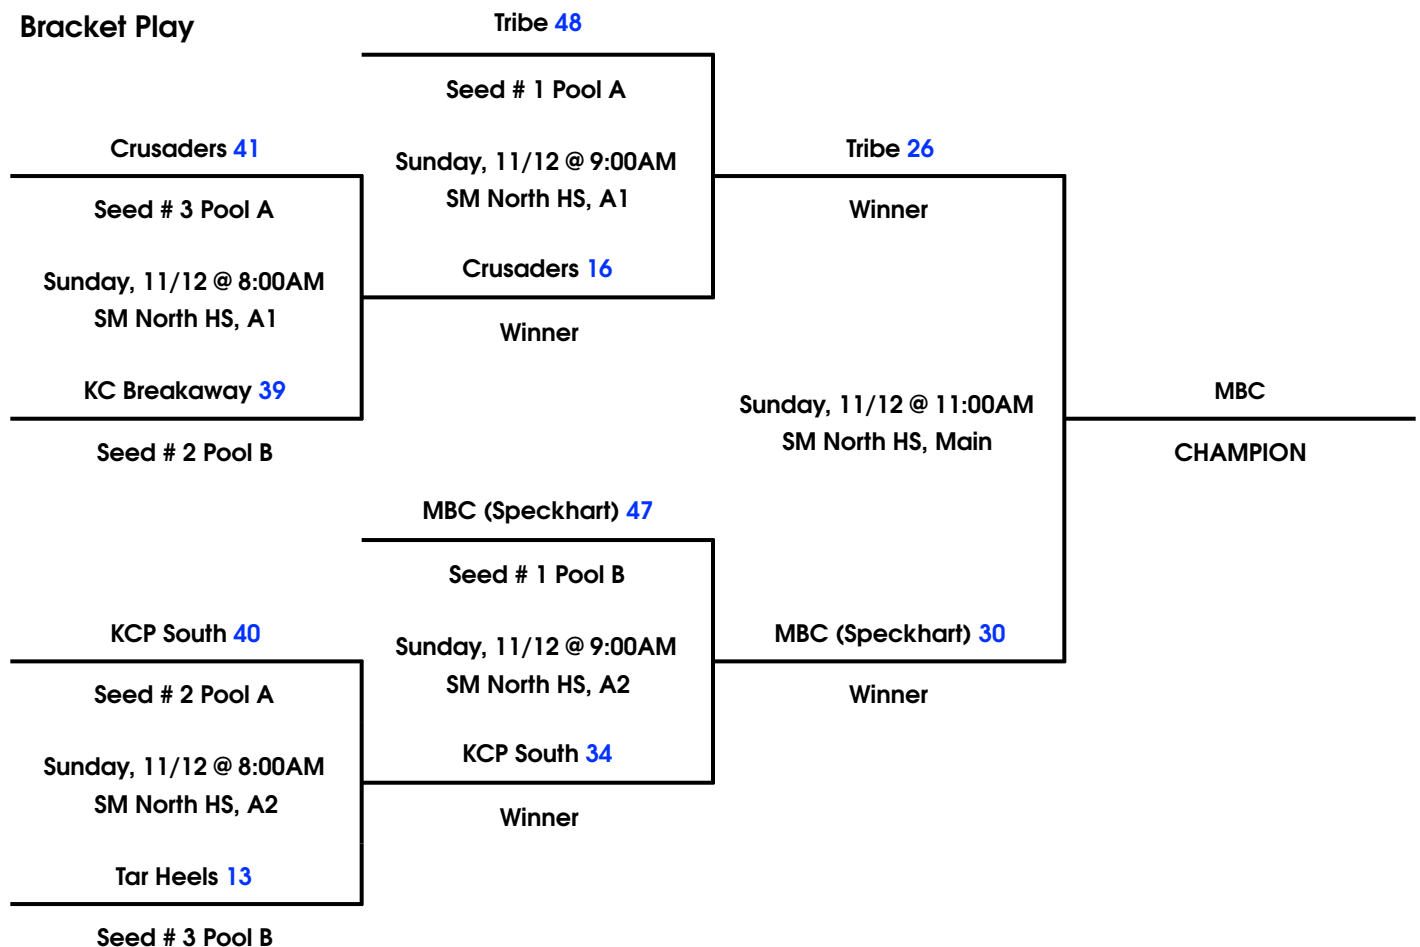 Bracket Play
Tribe 48
Seed # 1 Pool A
Sunday, 11/12 @ 9:00AM
SM North HS, A1
Crusaders 16
Winner
Crusaders 41
Seed # 3 Pool A
Sunday, 11/12 @ 8:00AM
SM North HS, A1
KC Breakaway 39
Seed # 2 Pool B
Tribe 26
Winner
Sunday, 11/12 @ 11:00AM
SM North HS, Main
MBC
CHAMPION
MBC (Speckhart) 47
Seed # 1 Pool B
Sunday, 11/12 @ 9:00AM
SM North HS, A2
KCP South 34
Winner
MBC (Speckhart) 30
Winner
KCP South 40
Seed # 2 Pool A
Sunday, 11/12 @ 8:00AM
SM North HS, A2
Tar Heels 13
Seed # 3 Pool B